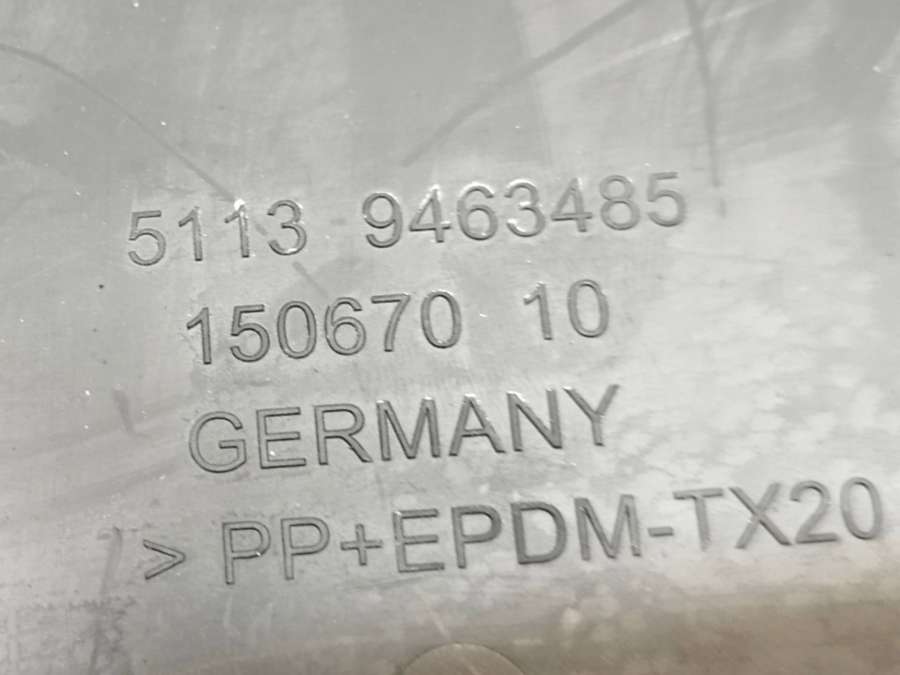 5113 9463485
150670 10
GERMANY
> PP+EPDM-TX20